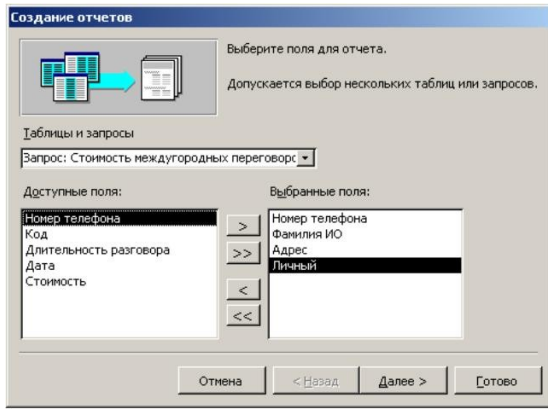 Создание отчетов
Выберите поля для отчета.
Допускается выбор нескольких таблиц или запросов.
Таблицы и запросы
Запрос: Стоимость междугородных переговорс
Доступные поля:
Выбранные поля:
Номер телефона
Код
Длительность разговора
Дата
Стоимость
>
>>
<
<<
Номер телефона
Фамилия ИО
Адрес
Личный
Отмена
< Назад
Далее >
Готово